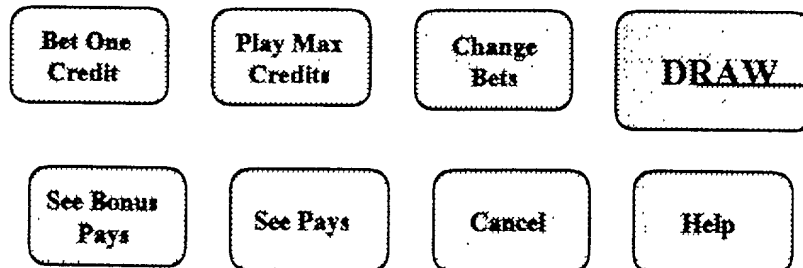 Bet One
Credit
Play Max
Credits
Change
Bets
DRAW
See Bonus
Pays
See Pays
Cancel
Help